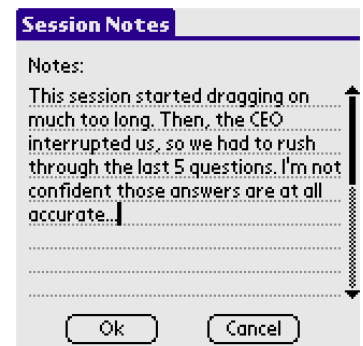 Session Notes
Notes:
This session started dragging on
much too long. Then, the CEO
interrupted us, so we had to rush
through the last 5 questions. I'm not
confident those answers are at all
accurate...
Ok Cancel